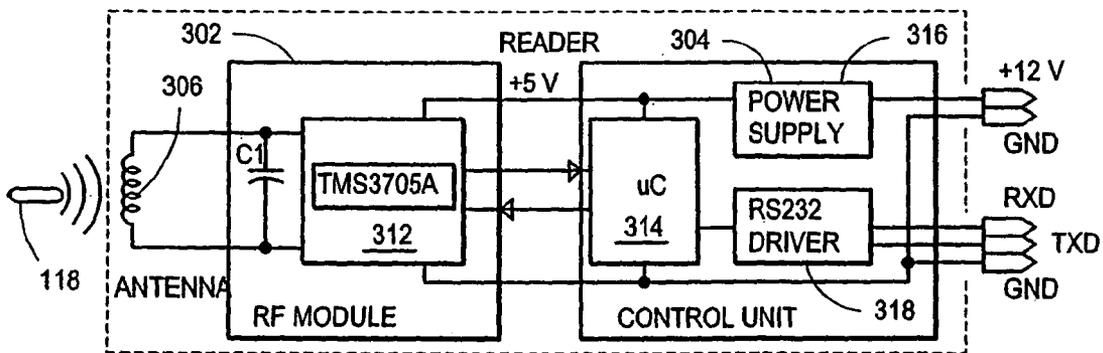 302
READER
304
316
306
+5 V
+12 V
POWER
SUPPLY
GND
C1
TMS3705A
312
uC
314
RS232
DRIVER
RXD
TXD
GND
118
ANTENNA
RF MODULE
CONTROL UNIT
318